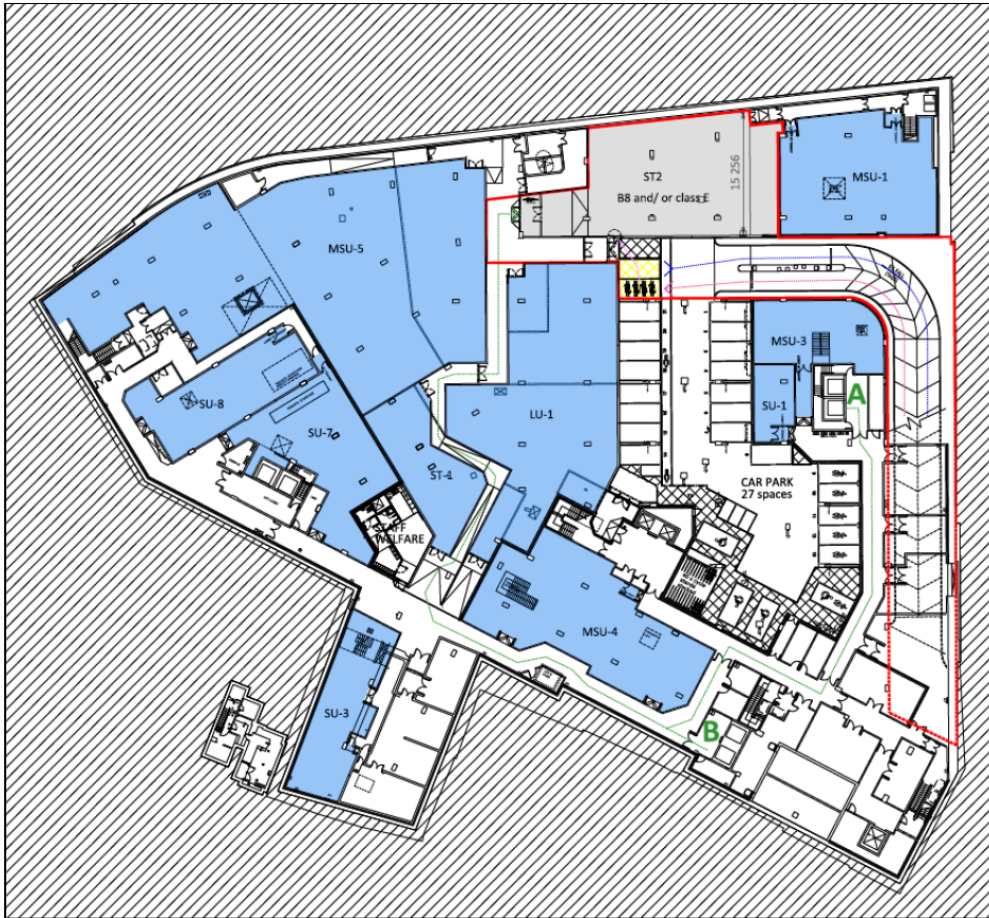 ST2
B8 and/ or class E
15 256
MSU-1
MSU-5
MSU-3
SU-1
A
SU-8
LU-1
SU-7
ST-1
CAR PARK
27 spaces
STAFF
WELFARE
MSU-4
SU-3
B